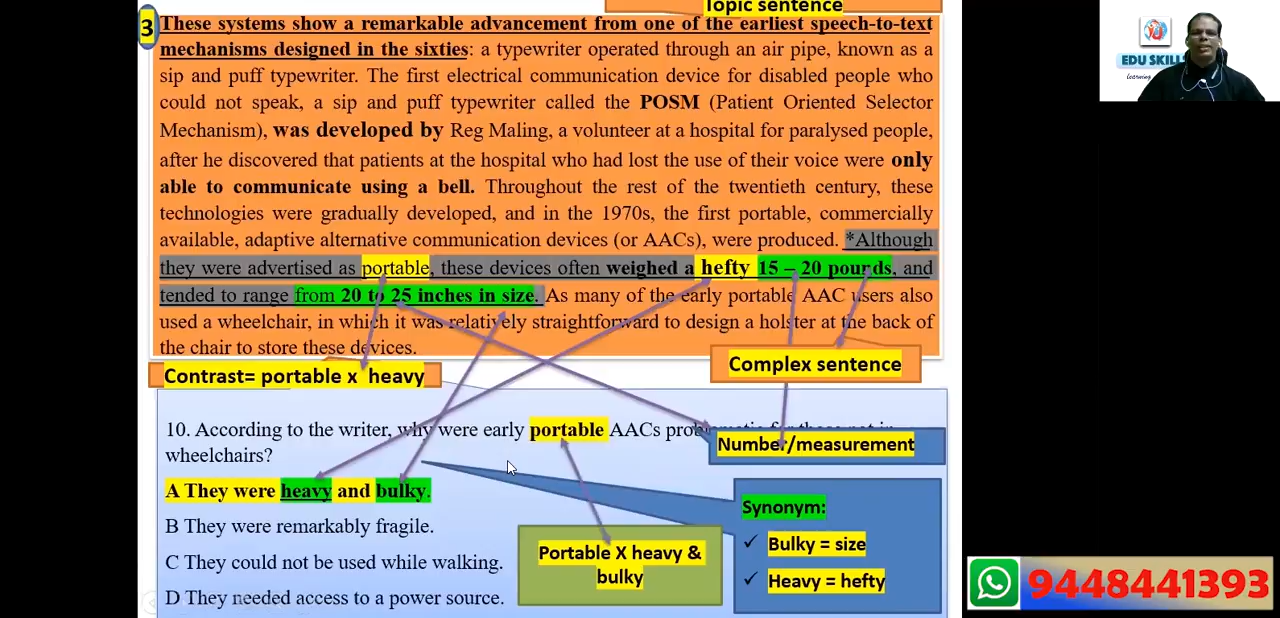 Topic sentence
3
These systems show a remarkable advancement from one of the earliest speech-to-text
mechanisms designed in the sixties: a typewriter operated through an air pipe, known as a
sip and puff typewriter. The first electrical communication device for disabled people who
could not speak, a sip and puff typewriter called the POSM (Patient Oriented Selector
Mechanism), was developed by Reg Maling, a volunteer at a hospital for paralysed people,
after he discovered that patients at the hospital who had lost the use of their voice were only
able to communicate using a bell. Throughout the rest of the twentieth century, these
technologies were gradually developed, and in the 1970s, the first portable, commercially
available, adaptive alternative communication devices (or AACs), were produced. *Although
they were advertised as portable, these devices often weighed a hefty 15 – 20 pounds, and
tended to range from 20 to 25 inches in size. As many of the early portable AAC users also
used a wheelchair, in which it was relatively straightforward to design a holster at the back of
the chair to store these devices.
Contrast= portable x heavy
Complex sentence
10. According to the writer, why were early portable AACs
wheelchairs?
Number/measurement
A They were heavy and bulky.
B They were remarkably fragile.
C They could not be used while walking.
D They needed access to a power source.
Portable X heavy &
bulky
Synonym:
✓ Bulky = size
✓ Heavy = hefty
EDU SKILL
learning
9448441393